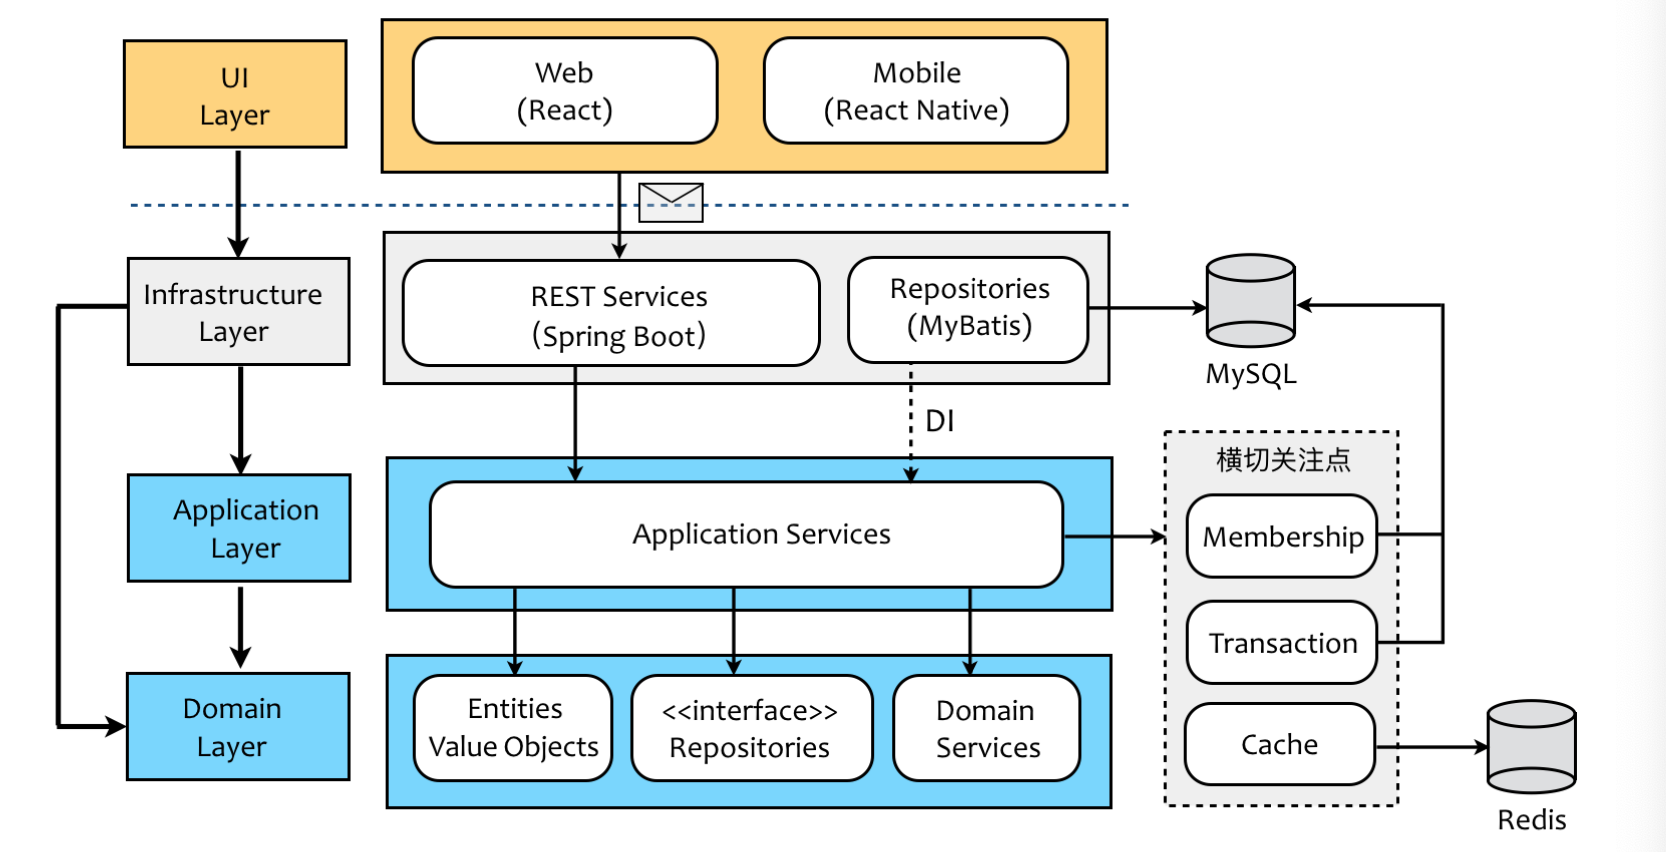 UI
Layer
Web
(React)
Mobile
(React Native)
Infrastructure
Layer
REST Services
(Spring Boot)
Repositories
(MyBatis)
MySQL
DI
Application
Layer
Application Services
横切关注点
Membership
Transaction
Cache
Domain
Layer
Entities
Value Objects
<<interface>>
Repositories
Domain
Services
Redis